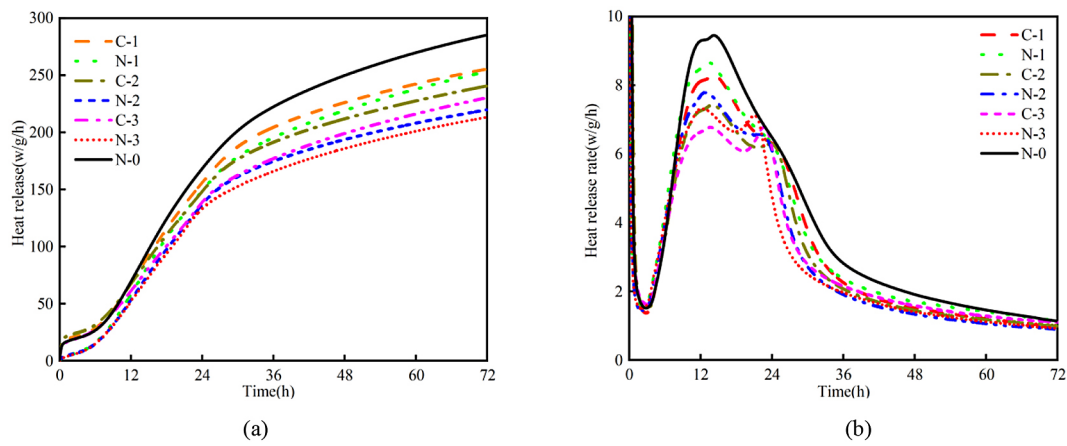 300
250
200
150
100
50
0
Heat release(w/g/h)
C-1
N-1
C-2
N-2
C-3
N-3
N-0
0 12 24 36 48 60 72
Time(h)
(a)
10
8
6
4
2
0
Heat release rate(w/g/h)
C-1
N-1
C-2
N-2
C-3
N-3
N-0
0 12 24 36 48 60 72
Time(h)
(b)